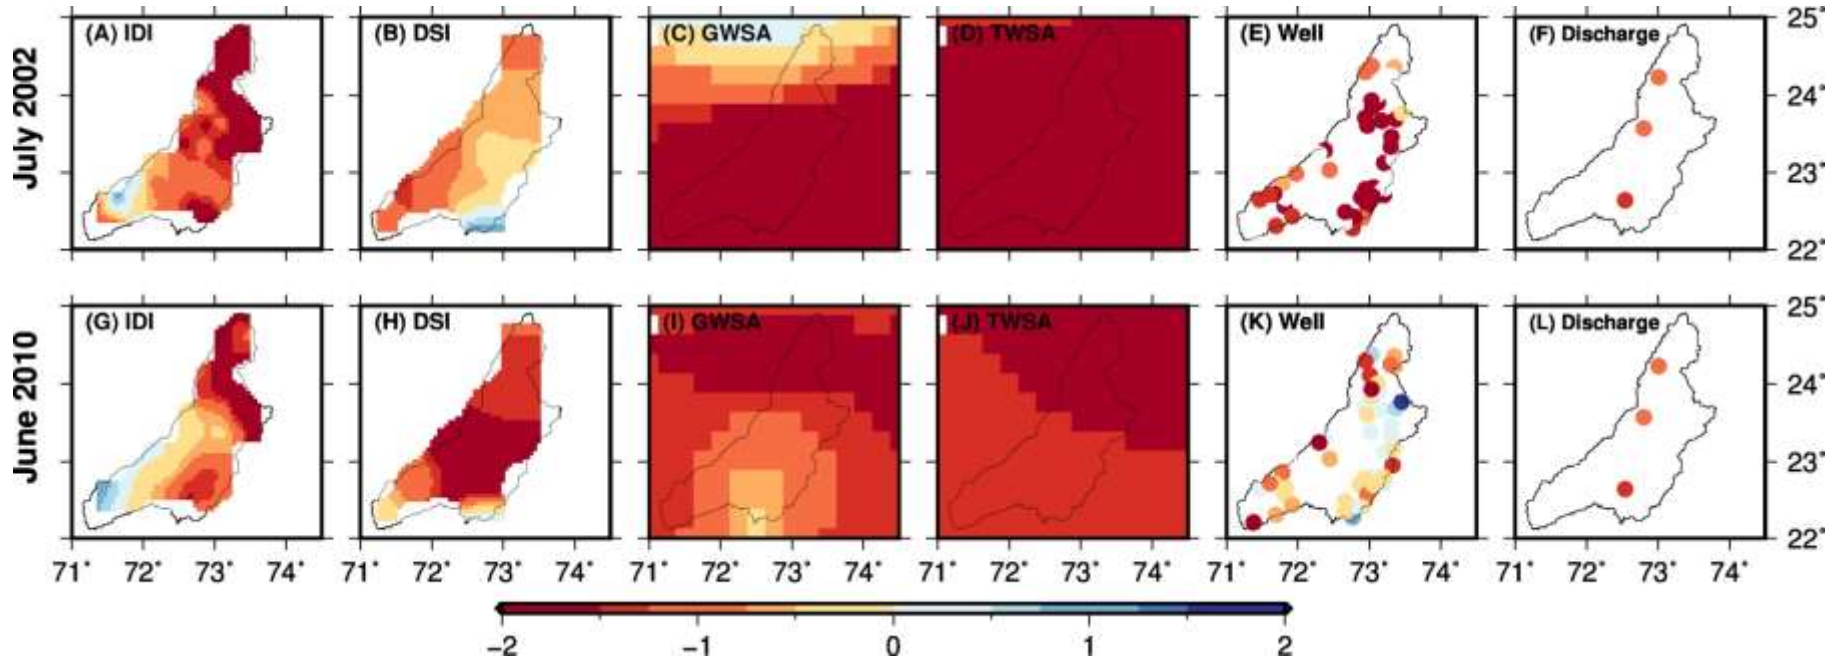 (A) IDI
(B) DSI
(C) GWSA
(D) TWSA
(E) Well
(F) Discharge
25°
24°
23°
22°
July 2002
(G) IDI
(H) DSI
(I) GWSA
(J) TWSA
(K) Well
(L) Discharge
25°
24°
23°
22°
June 2010
71° 72° 73° 74° 71° 72° 73° 74° 71° 72° 73° 74° 71° 72° 73° 74° 71° 72° 73° 74° 71° 72° 73° 74°
−2 −1 0 1 2